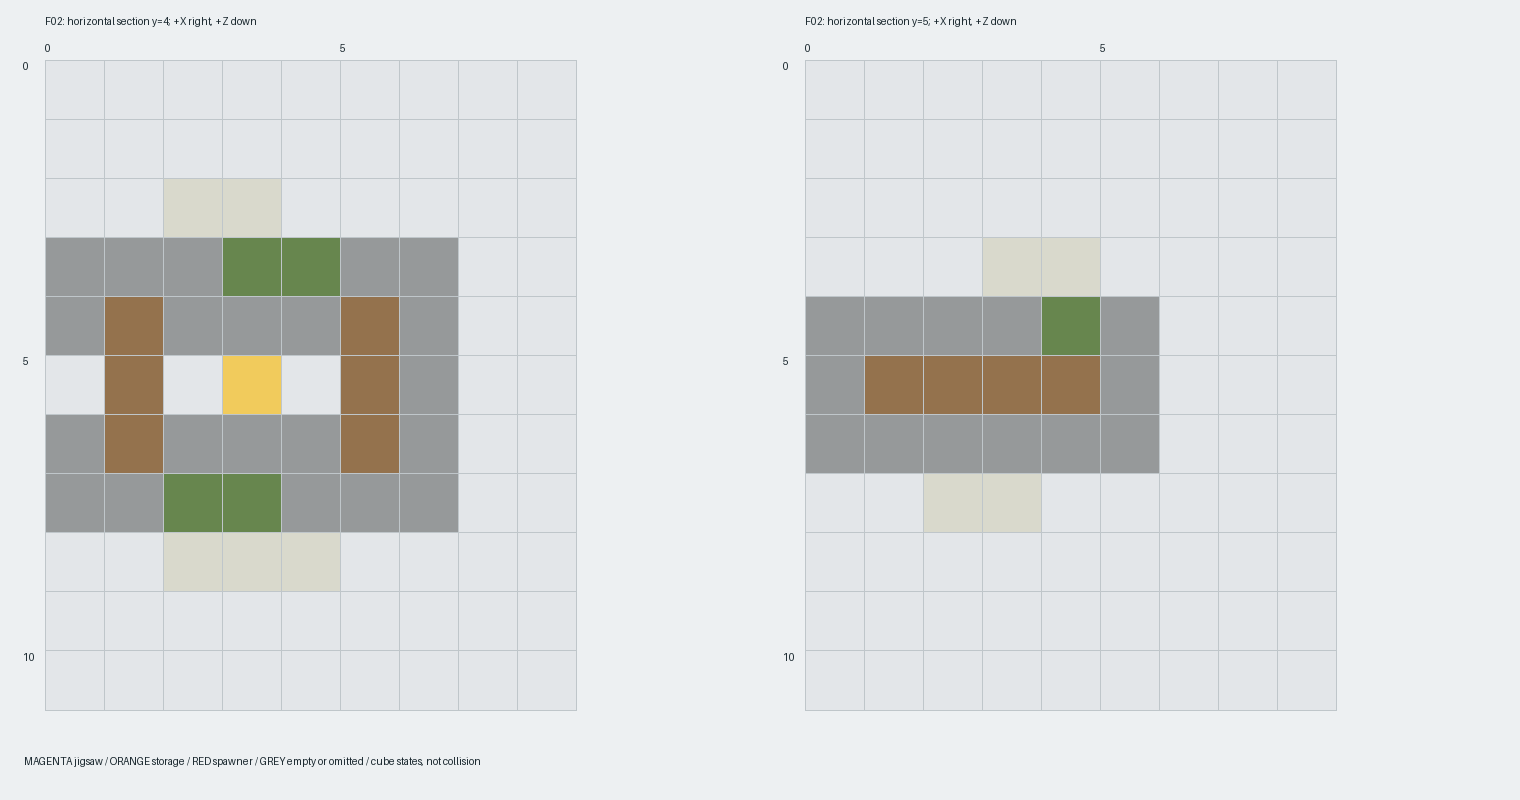 F02: horizontal section y=4; +X right, +Z down
F02: horizontal section y=5; +X right, +Z down
0 5
0 5
0
0
5
5
10
10
MAGENTA jigsaw / ORANGE storage / RED spawner / GREY empty or omitted / cube states, not collision